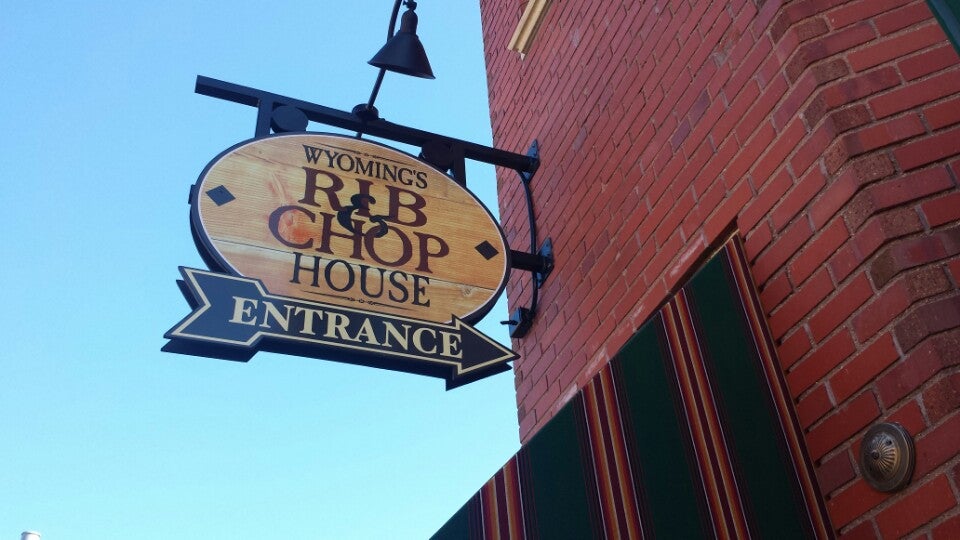 WYOMING'S
RIB
&
CHOP
HOUSE
ENTRANCE